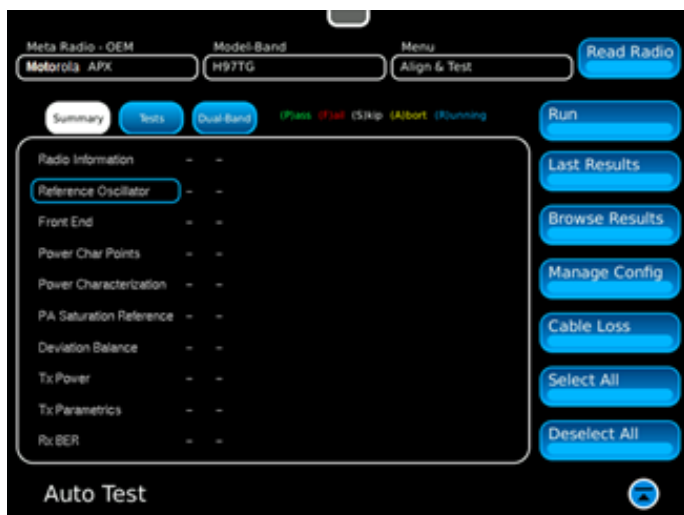 Meta Radio - OEM Model-Band Menu
Motorola APX H97TG Align & Test Read Radio
Summary Tests Dual-Band (P)ass (F)ail (S)kip (A)bort (R)unning Run
Radio Information - -
Last Results
Reference Oscillator - -
Front End - - Browse Results
Power Char Points - -
Power Characterization - - Manage Config
PA Saturation Reference - -
Cable Loss
Deviation Balance - -
Tx Power - - Select All
Tx Parametrics - -
Rx BER - - Deselect All
Auto Test